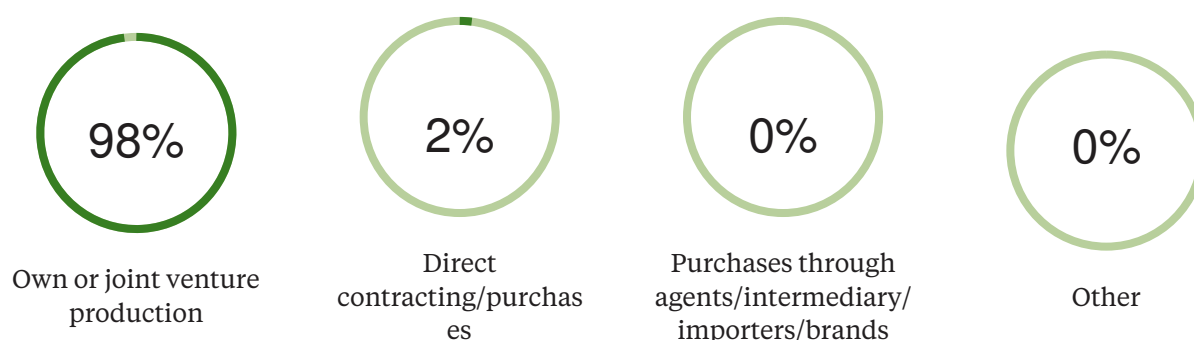 98%
Own or joint venture
production
2%
Direct
contracting/purchas
es
0%
Purchases through
agents/intermediary/
importers/brands
0%
Other